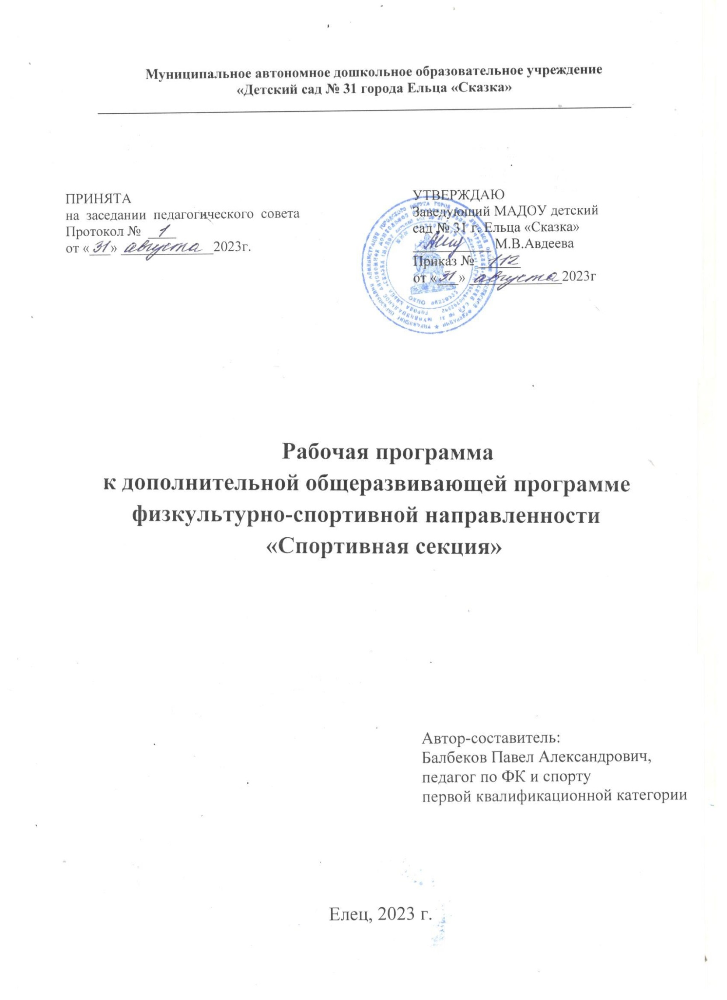 Муниципальное автономное дошкольное образовательное учреждение
«Детский сад № 31 города Ельца «Сказка»
ПРИНЯТА
на заседании педагогического совета
Протокол № 1
от «31» августа 2023г.
УТВЕРЖДАЮ
Заведующий МАДОУ детский
сад № 31 г. Ельца «Сказка»
М.В.Авдеева
Приказ № 112
от «31» августа 2023г
Рабочая программа
к дополнительной общеразвивающей программе
физкультурно-спортивной направленности
«Спортивная секция»
Автор-составитель:
Балбеков Павел Александрович,
педагог по ФК и спорту
первой квалификационной категории
Елец, 2023 г.